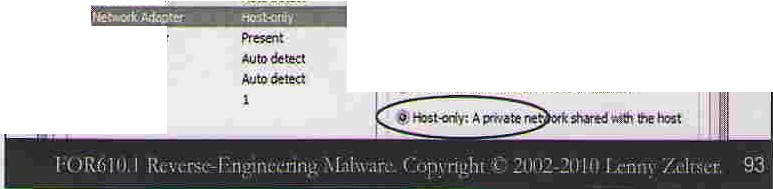 Network Adapter Host-only
Present
Auto detect
Auto detect
1
Host-only: A private network shared with the host
FOR610.1 Reverse-Engineering Malware. Copyright © 2002-2010 Lenny Zeltser. 93